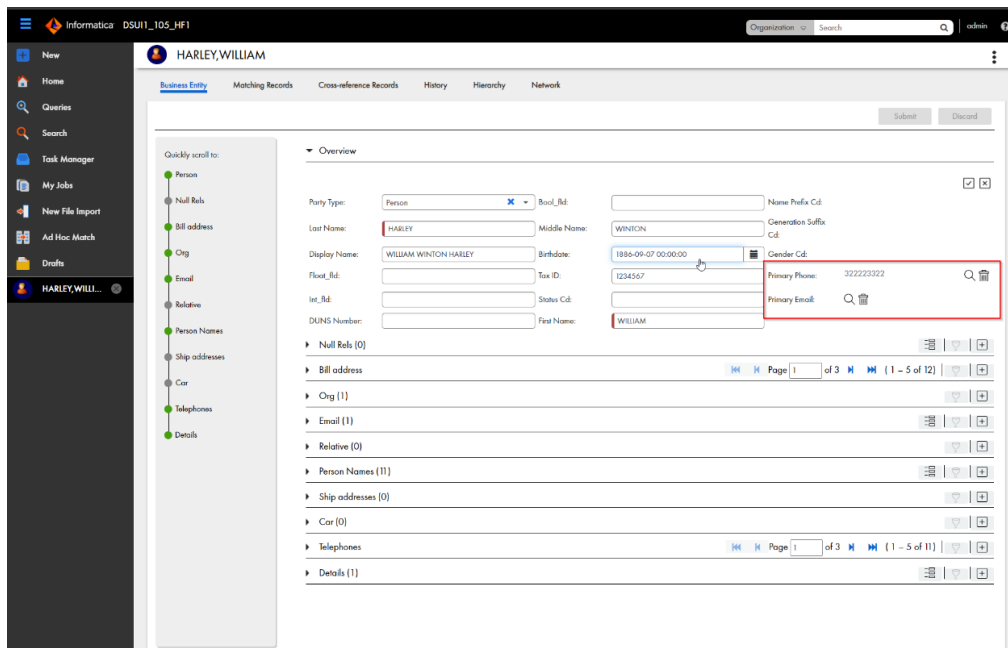 Informatica DSUI1_105_HF1 Organization Search admin
New
Home
Queries
Search
Task Manager
My Jobs
New File Import
Ad Hoc Match
Drafts
HARLEY,WILLI...
HARLEY,WILLIAM
Business Entity Matching Records Cross-reference Records History Hierarchy Network
Submit Discard
Quickly scroll to:
Person
Null Rels
Bill address
Org
Email
Relative
Person Names
Ship addresses
Car
Telephones
Details
Overview
Party Type: Person Bool_fld: Name Prefix Cd:
Last Name: HARLEY Middle Name: WINTON Generation Suffix Cd:
Display Name: WILLIAM WINTON HARLEY Birthdate: 1886-09-07 00:00:00 Gender Cd:
Float_fld: Tax ID: 1234567 Primary Phone: 322223322
Int_fld: Status Cd: Primary Email:
DUNS Number: First Name: WILLIAM
Null Rels (0)
Bill address Page 1 of 3 ( 1 – 5 of 12)
Org (1)
Email (1)
Relative (0)
Person Names (11)
Ship addresses (0)
Car (0)
Telephones Page 1 of 3 ( 1 – 5 of 11)
Details (1)